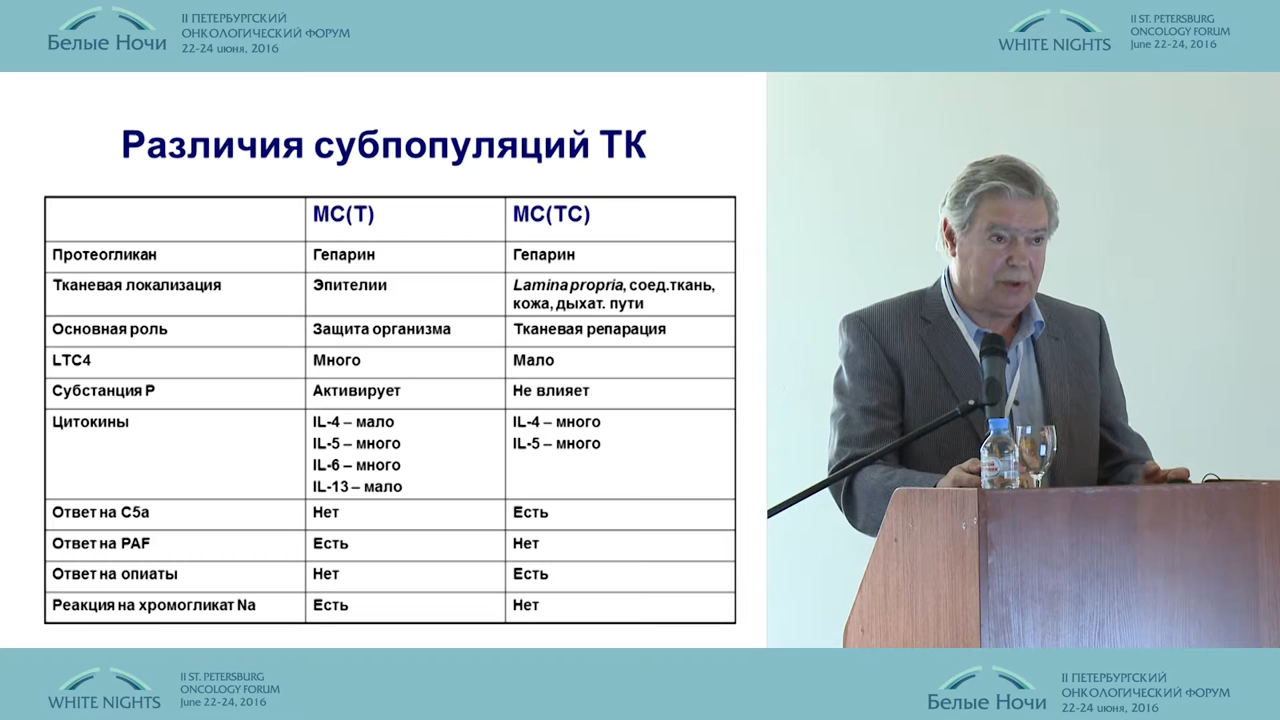 II ПЕТЕРБУРГСКИЙ
ОНКОЛОГИЧЕСКИЙ ФОРУМ
Белые Ночи
22-24 июня, 2016
II ST. PETERSBURG
ONCOLOGY FORUM
WHITE NIGHTS
June 22-24, 2016
Различия субпопуляций ТК
МС(Т) МС(ТС)
Протеогликан Гепарин Гепарин
Тканевая локализация Эпителии Lamina propria, соед.ткань,
кожа, дыхат. пути
Основная роль Защита организма Тканевая репарация
LTC4 Много Мало
Субстанция Р Активирует Не влияет
Цитокины IL-4 – мало IL-4 – много
IL-5 – много IL-5 – много
IL-6 – много
IL-13 – мало
Ответ на С5а Нет Есть
Ответ на PAF Есть Нет
Ответ на опиаты Нет Есть
Реакция на хромогликат Na Есть Нет
II ST. PETERSBURG
ONCOLOGY FORUM
WHITE NIGHTS
June 22-24, 2016
II ПЕТЕРБУРГСКИЙ
ОНКОЛОГИЧЕСКИЙ ФОРУМ
Белые Ночи
22-24 июня, 2016